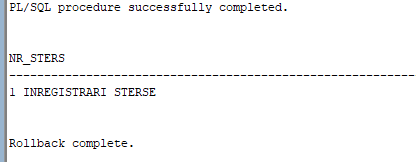 PL/SQL procedure successfully completed.
NR_STERS
--------------------------------------------------------------------------------
1 INREGISTRARI STERSE
Rollback complete.